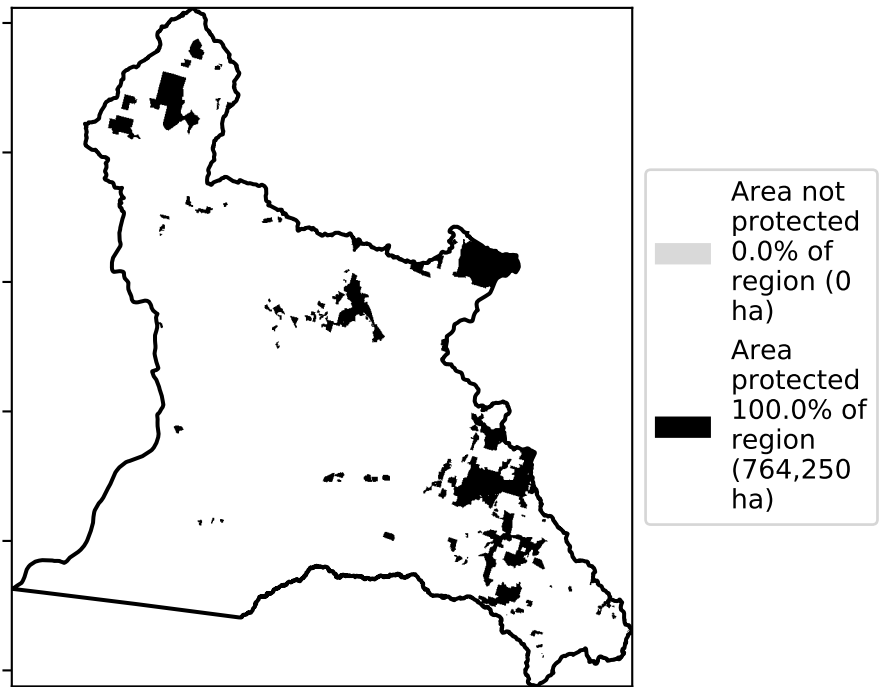 Area not
protected
0.0% of
region (0
ha)
Area
protected
100.0% of
region
(764,250
ha)